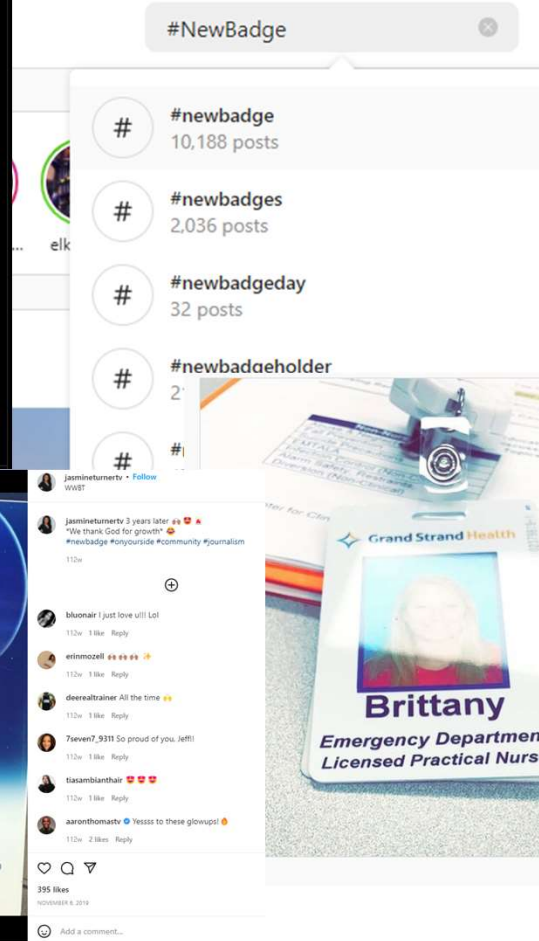 #NewBadge
#
#newbadge
10,188 posts
#
#newbadges
2,036 posts
... elk
#
#newbadgeday
32 posts
#
#newbadgeholder
#
jasmineturnertv • Follow
WWBT
jasmineturnertv 3 years later
"We thank God for growth"
#newbadge #onyourside #community #journalism
112w
bluonair I just love u!!! Lol
112w 1 like Reply
erinmozell
112w 1 like Reply
deerealtrainer All the time
112w 1 like Reply
7seven7_9311 So proud of you, Jeffi!
112w 1 like Reply
tiasambianthair
112w 1 like Reply
aaronthomastv Yessss to these glowups!
112w 2 likes Reply
395 likes
NOVEMBER 8, 2019
Add a comment...
EMTALA
Grand Strand Health
Brittany
Emergency Departmen
Licensed Practical Nurs